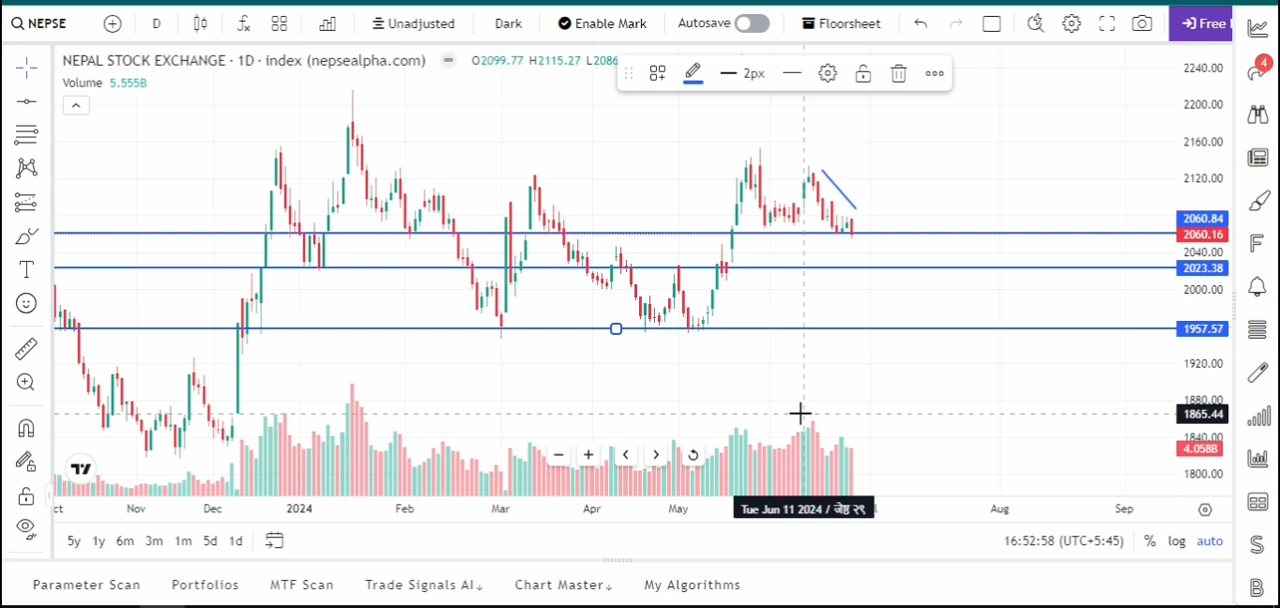 NEPSE D Unadjusted Dark Enable Mark Autosave Floorsheet Free
NEPAL STOCK EXCHANGE · 1D · index (nepsealpha.com) O2099.77 H2115.27 L2086
2px
Volume 5.555B
4
2240.00
2200.00
2160.00
2120.00
2060.84
2060.16
2040.00
2023.38
2000.00
1957.57
1920.00
1880.00
1865.44
1840.00
4.058B
1800.00
Nov Dec 2024 Feb Mar Apr May Tue Jun 11 2024 / जेष्ठ २९ Aug Sep
5y 1y 6m 3m 1m 5d 1d 16:52:58 (UTC+5:45) % log auto
Parameter Scan Portfolios MTF Scan Trade Signals AI↓ Chart Master↓ My Algorithms